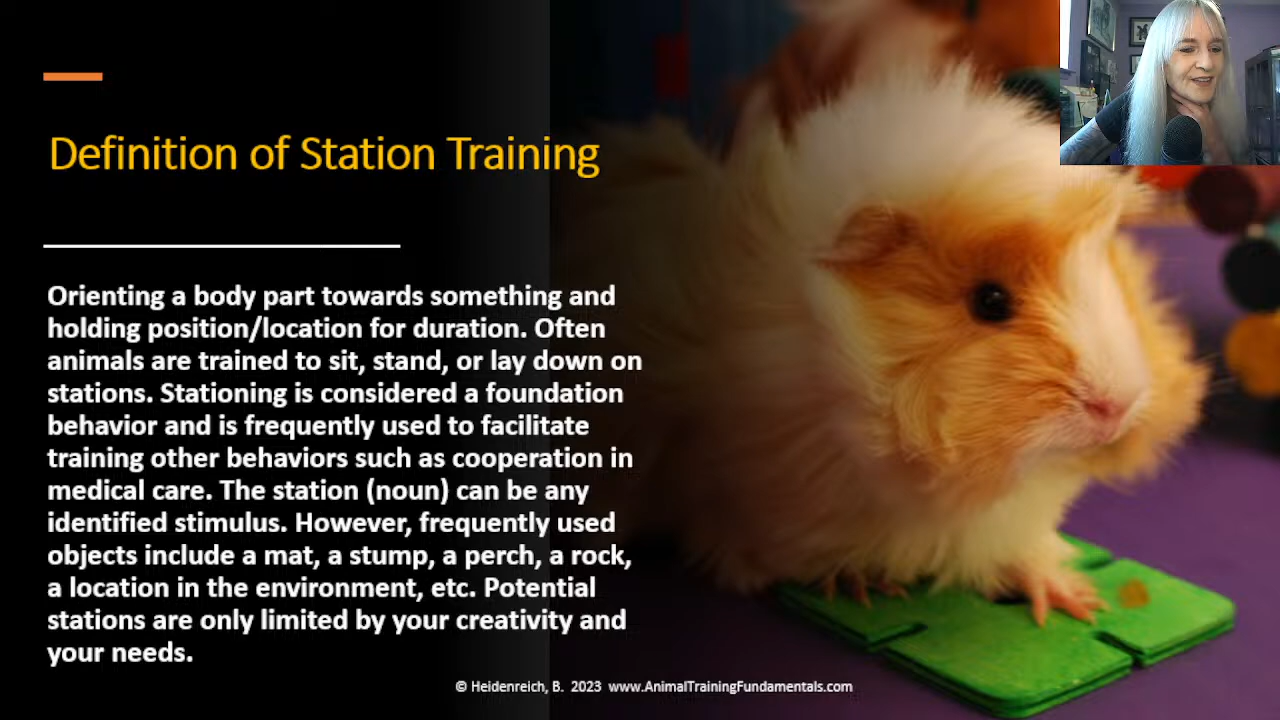 Definition of Station Training
Orienting a body part towards something and
holding position/location for duration. Often
animals are trained to sit, stand, or lay down on
stations. Stationing is considered a foundation
behavior and is frequently used to facilitate
training other behaviors such as cooperation in
medical care. The station (noun) can be any
identified stimulus. However, frequently used
objects include a mat, a stump, a perch, a rock,
a location in the environment, etc. Potential
stations are only limited by your creativity and
your needs.
© Heidenreich, B. 2023 www.AnimalTrainingFundamentals.com